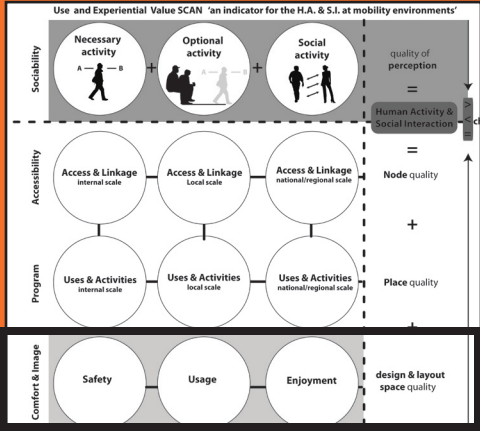 Use and Experiential Value SCAN 'an indicator for the H.A. & S.I. at mobility environments'
Sociability
Necessary
activity
A
B
+
Optional
activity
A
B
+
Social
activity
quality of
perception
=
Human Activity &
Social Interaction
> < =
=
Accessibility
Access & Linkage
internal scale
Access & Linkage
Local scale
Access & Linkage
national/regional scale
Node quality
+
Program
Uses & Activities
internal scale
Uses & Activities
local scale
Uses & Activities
national/regional scale
Place quality
+
Comfort & Image
Safety
Usage
Enjoyment
design & layout
space quality